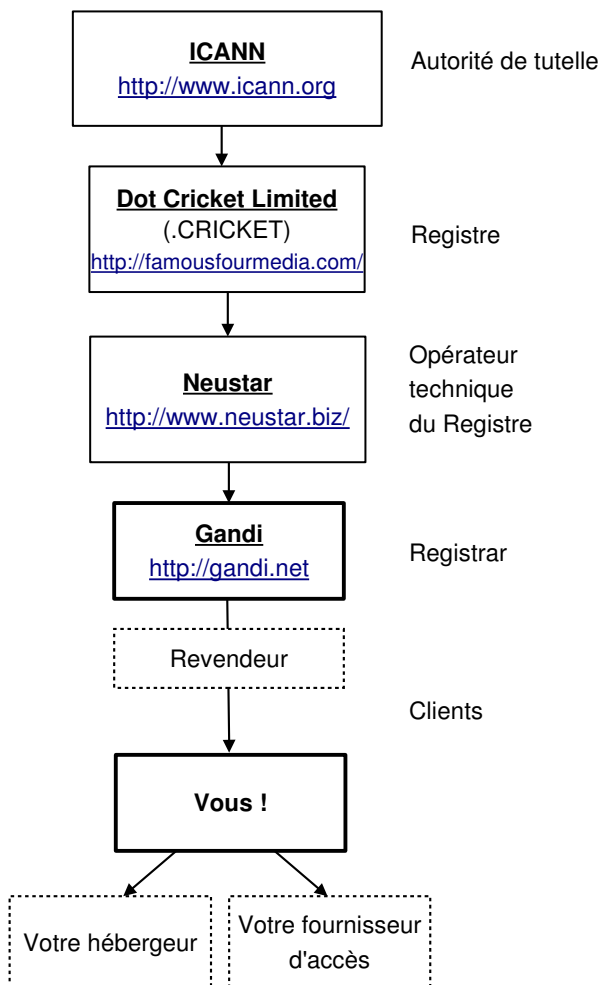 ICANN
http://www.icann.org
Autorité de tutelle
Dot Cricket Limited
(.CRICKET)
http://famousfourmedia.com/
Registre
Neustar
http://www.neustar.biz/
Opérateur
technique
du Registre
Gandi
http://gandi.net
Registrar
Revendeur
Clients
Vous !
Votre hébergeur
Votre fournisseur
d'accès